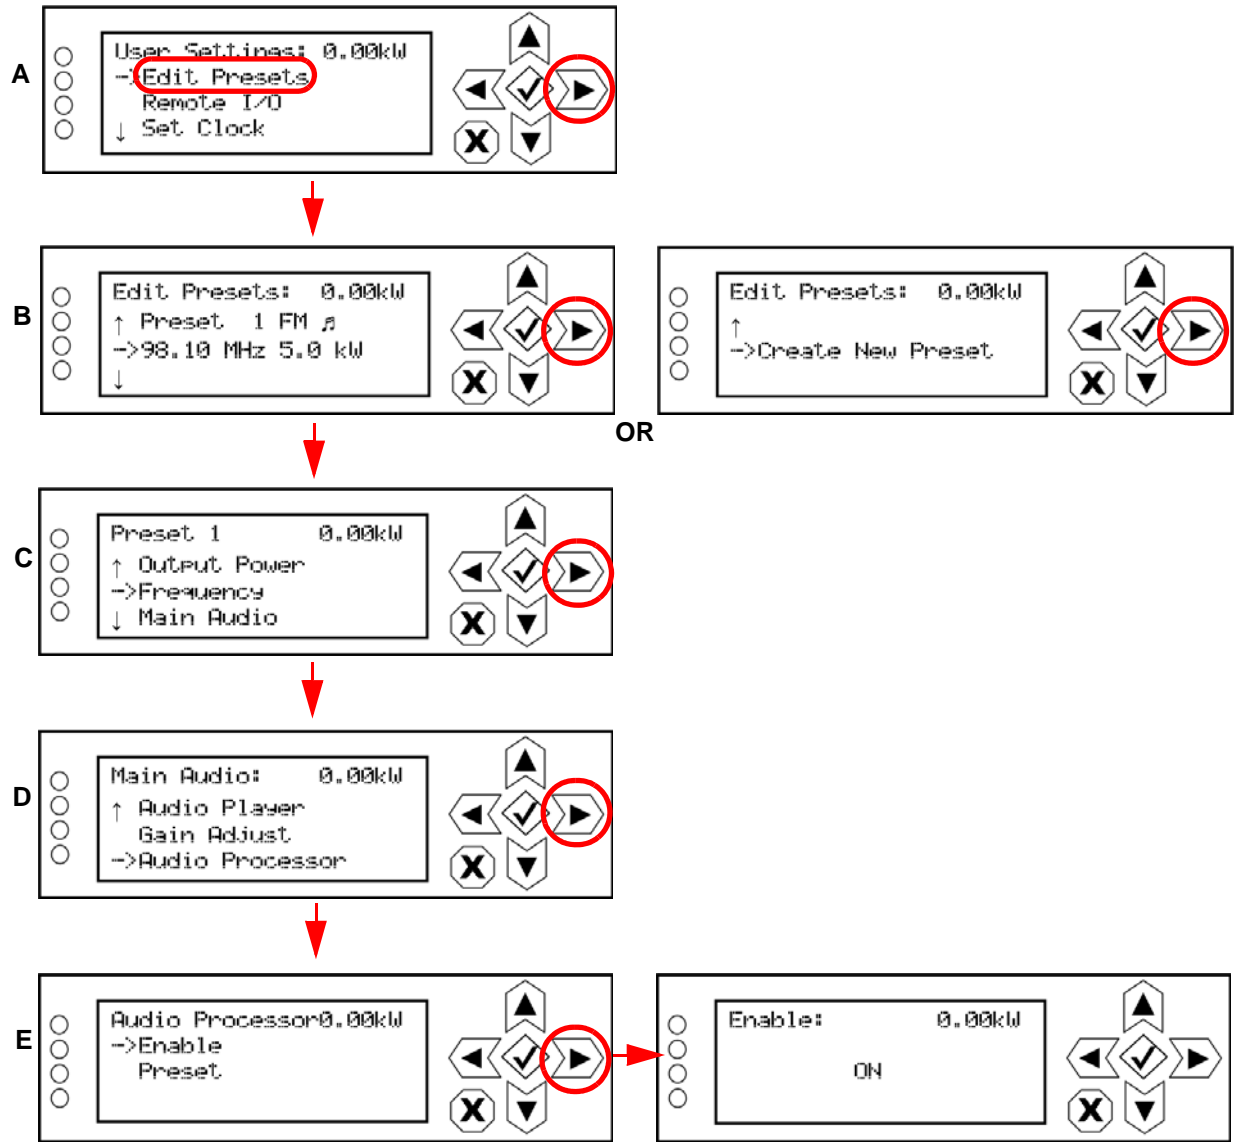 A
User Settings: 0.00kW
->Edit Presets
Remote I/O
↓ Set Clock
X
B
Edit Presets: 0.00kW
↑ Preset 1 FM ♬
->98.10 MHz 5.0 kW
↓
X
Edit Presets: 0.00kW
↑
->Create New Preset
X
OR
C
Preset 1 0.00kW
↑ Output Power
->Frequency
↓ Main Audio
X
D
Main Audio: 0.00kW
↑ Audio Player
Gain Adjust
->Audio Processor
X
E
Audio Processor0.00kW
->Enable
Preset
X
Enable: 0.00kW
ON
X